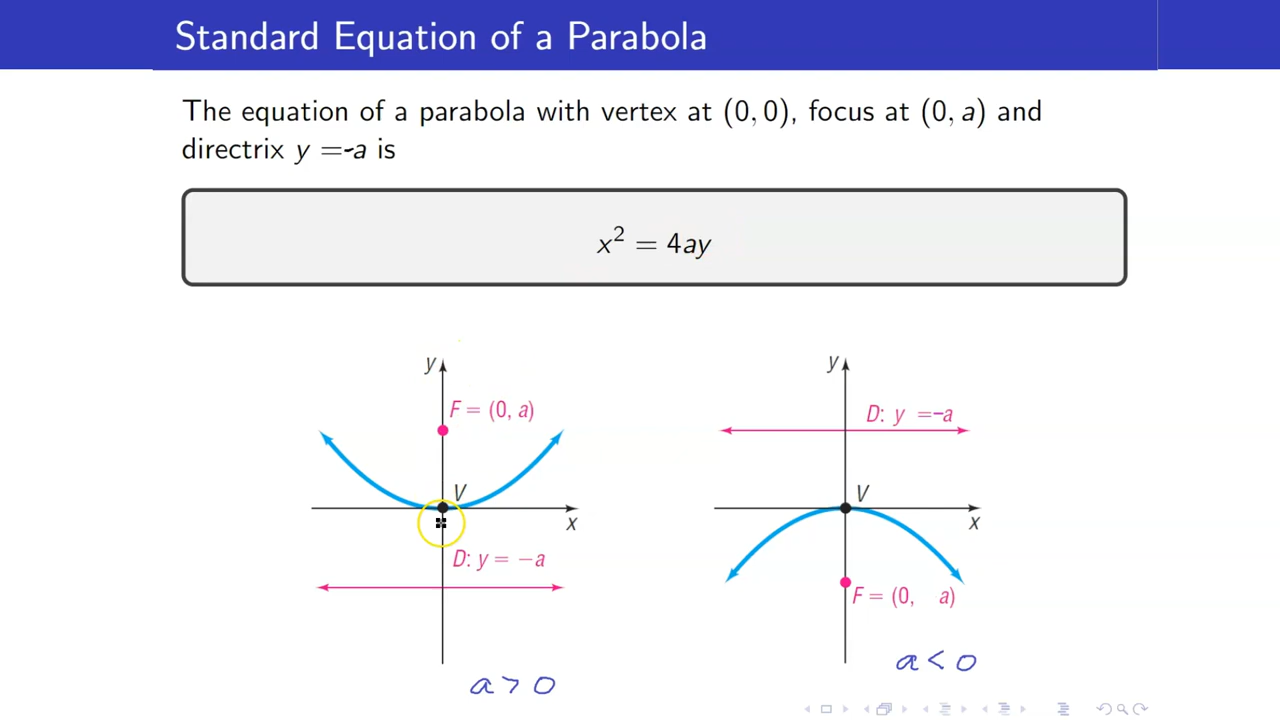 Standard Equation of a Parabola
The equation of a parabola with vertex at (0, 0), focus at (0, a) and
directrix y =-a is
x² = 4ay
y
F = (0, a)
V
x
D: y = −a
a > 0
y
D: y =-a
V
x
F = (0, a)
a < 0